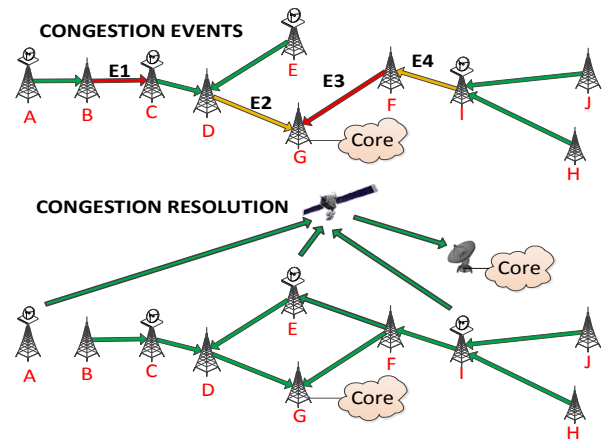 CONGESTION EVENTS
E
E1
E2
E3
E4
A
B
C
D
F
G
I
J
H
Core
CONGESTION RESOLUTION
Core
A
B
C
D
E
F
G
I
J
H
Core